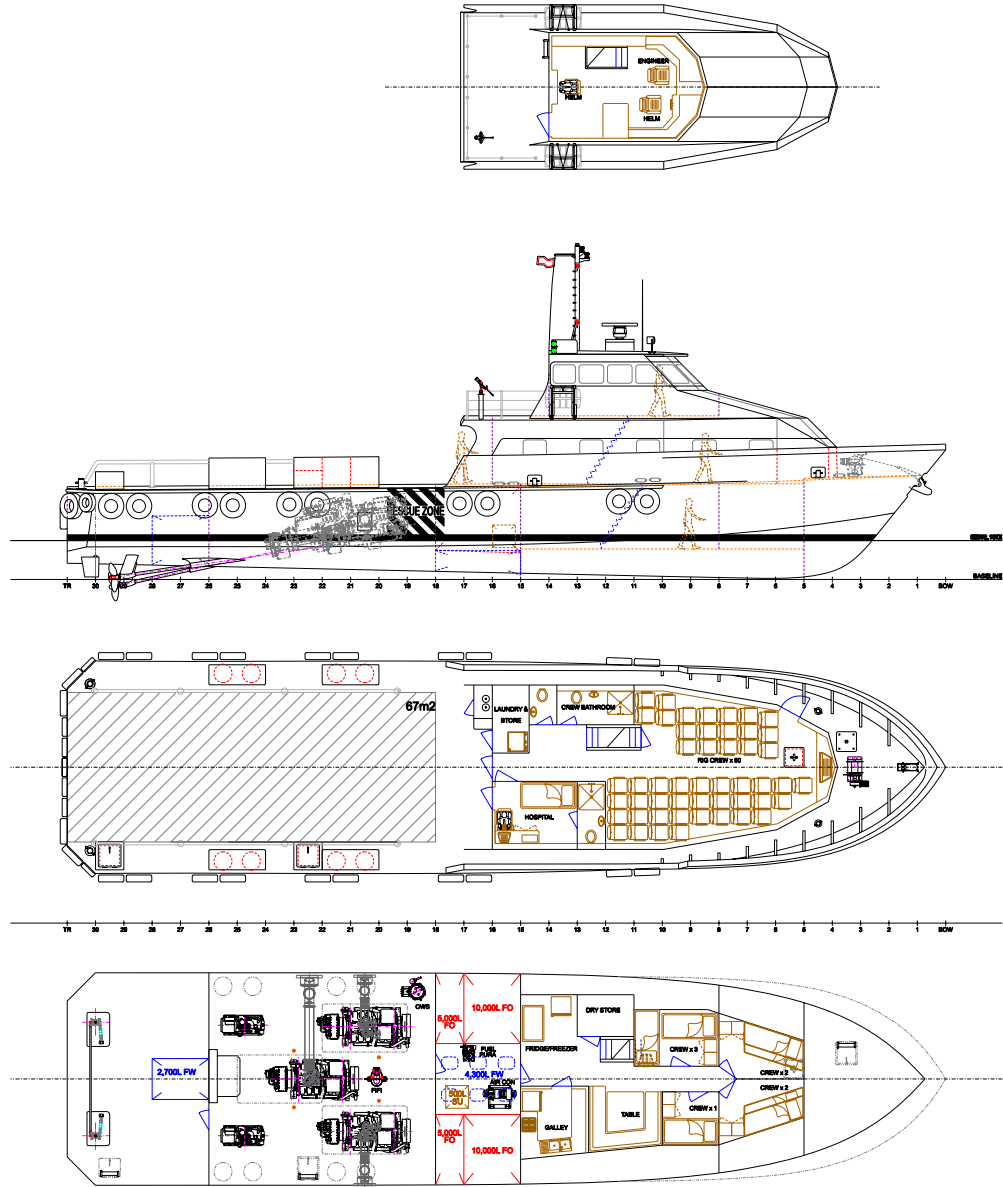 ENGINEER
HELM
HELM
RESCUE ZONE
BASELINE
TR 30 29 28 27 26 25 24 23 22 21 20 19 18 17 16 15 14 13 12 11 10 9 8 7 6 5 4 3 2 1 BOW
67m2
LAUNDRY &
STORE
CREW BATHROOM
RIG CREW x 50
HOSPITAL
TR 30 29 28 27 26 25 24 23 22 21 20 19 18 17 16 15 14 13 12 11 10 9 8 7 6 5 4 3 2 1 BOW
OWS
5,000L
FO
10,000L FO
DRY STORE
FUEL
PURA
FRIDGE/FREEZER
CREW x 3
2,700L FW
4,300L FW
CREW x 2
FIFI
AIR CON
500L
SU
CREW x 2
CREW x 1
TABLE
GALLEY
5,000L
FO
10,000L FO